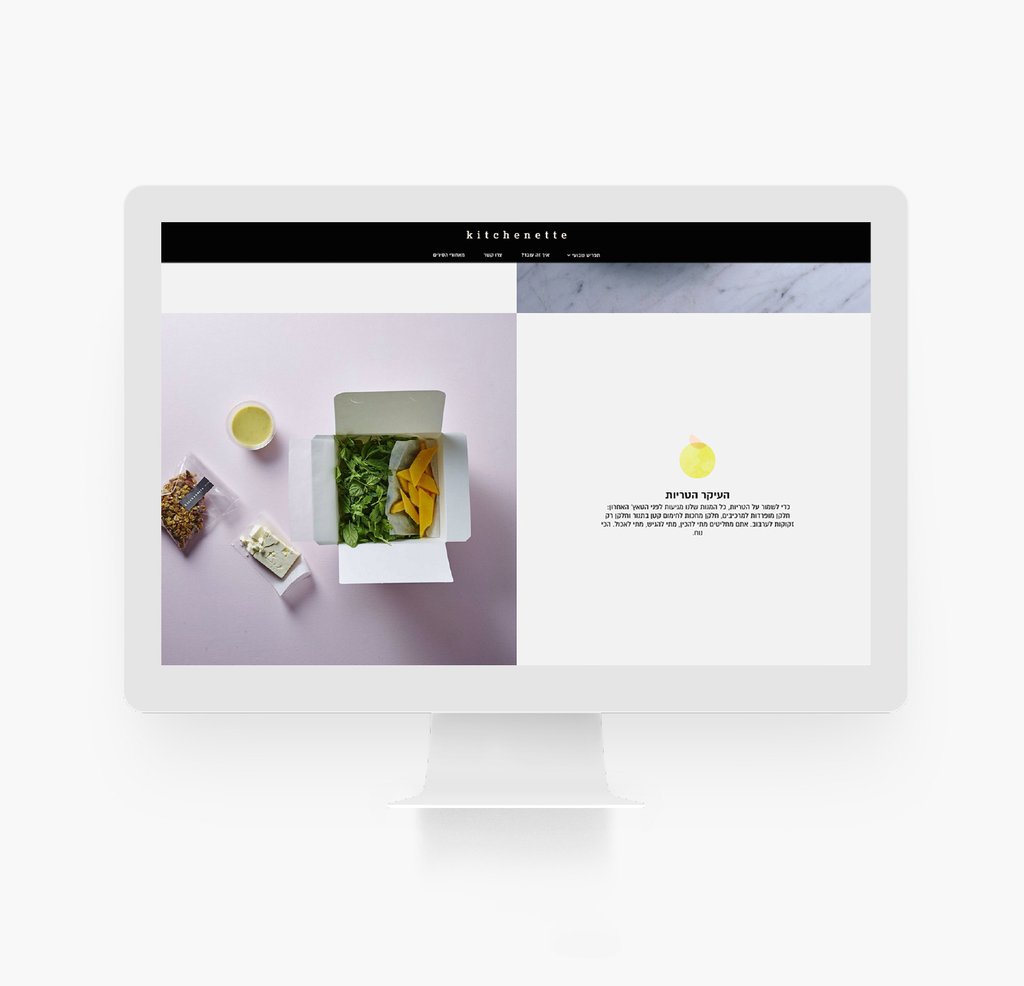 kitchenette
תפריט שבועי איך זה עובד? צרו קשר מאחורי הסירים
העיקר הטריות
כדי לשמור על הטריות, כל המנות שלנו מגיעות לפני הטאץ' האחרון:
חלקן מופרדות למרכיבים, חלקן מחכות לחימום קטן בתנור וחלקן רק
זקוקות לערבוב. אתם מחליטים מתי להכין, מתי להגיש, מתי לאכול. הכי
נוח.